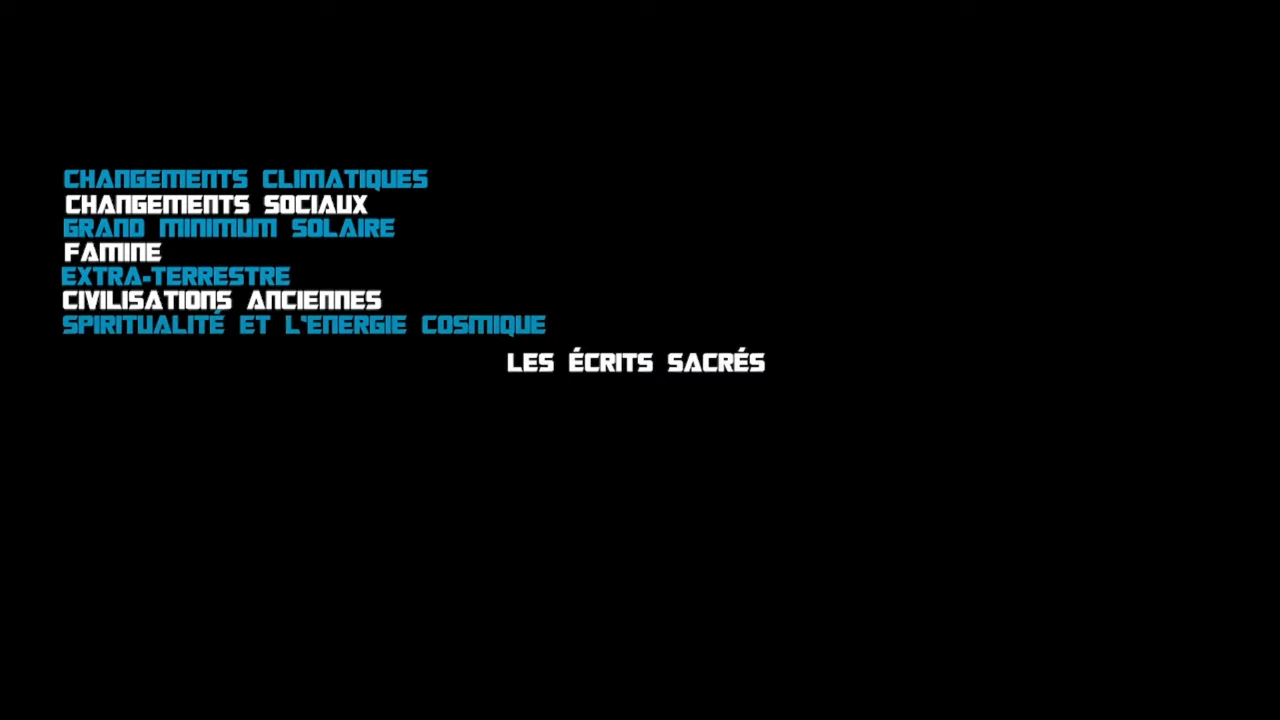 CHANGEMENTS CLIMATIQUES
CHANGEMENTS SOCIAUX
GRAND MINIMUM SOLAIRE
FAMINE
EXTRA-TERRESTRE
CIVILISATIONS ANCIENNES
SPIRITUALITÉ ET L'ENERGIE COSMIQUE
LES ÉCRITS SACRÉS